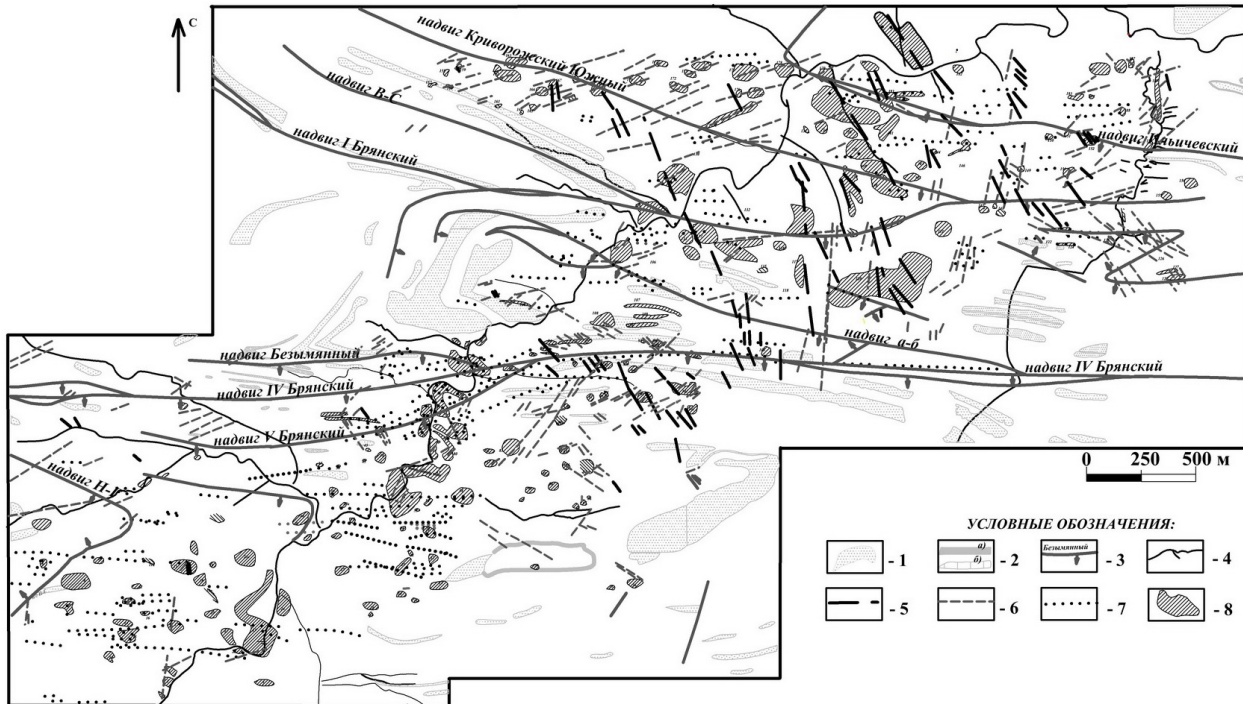 С
надвиг Криворожский Южный
надвиг В-С
надвиг I Брянский
надвиг Ильичевский
надвиг а-б
надвиг Безымянный
надвиг IV Брянский
надвиг IV Брянский
надвиг V Брянский
надвиг Н-I
0 250 500 м
УСЛОВНЫЕ ОБОЗНАЧЕНИЯ:
- 1
а)
б)
- 2
Безымянный
- 3
- 4
- 5
- 6
- 7
- 8